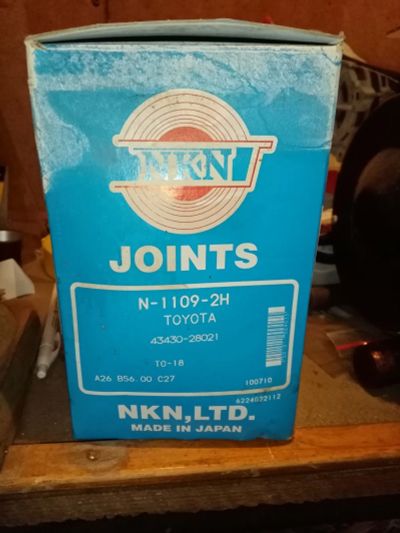 NKN
JOINTS
N-1109-2H
TOYOTA
43430-28021
TO-18
A26 B56.00 C27
100710
6224032112
NKN,LTD.
MADE IN JAPAN